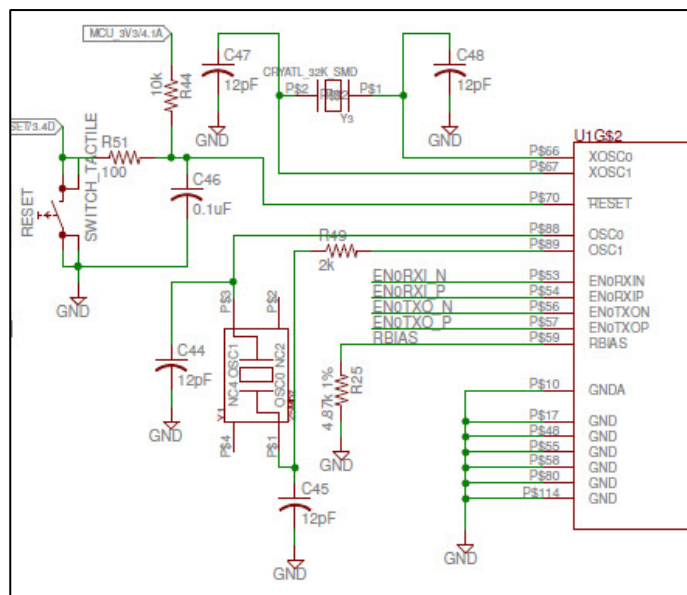 MCU_3V3/4.1A
C47
12pF
GND
CRYATL_32K_SMD
P$2
P$1
Y3
C48
12pF
GND
10k
R44
SET/3.4D
R51
100
RESET
SWITCH_TACTILE
C46
0.1uF
GND
U1G$2
P$66 XOSC0
P$67 XOSC1
P$70 RESET
P$88 OSC0
P$89 OSC1
R49
2k
EN0RXI_N P$53 EN0RXIN
EN0RXI_P P$54 EN0RXIP
EN0TXO_N P$56 EN0TXON
EN0TXO_P P$57 EN0TXOP
RBIAS P$59 RBIAS
P$3
P$2
C44
12pF
GND
NC4 OSC1
OSC0 NC2
Y1
P$4
P$1
4.87k 1%
R25
GND
P$10 GNDA
P$17 GND
P$48 GND
P$55 GND
P$58 GND
P$80 GND
P$114 GND
C45
12pF
GND
GND